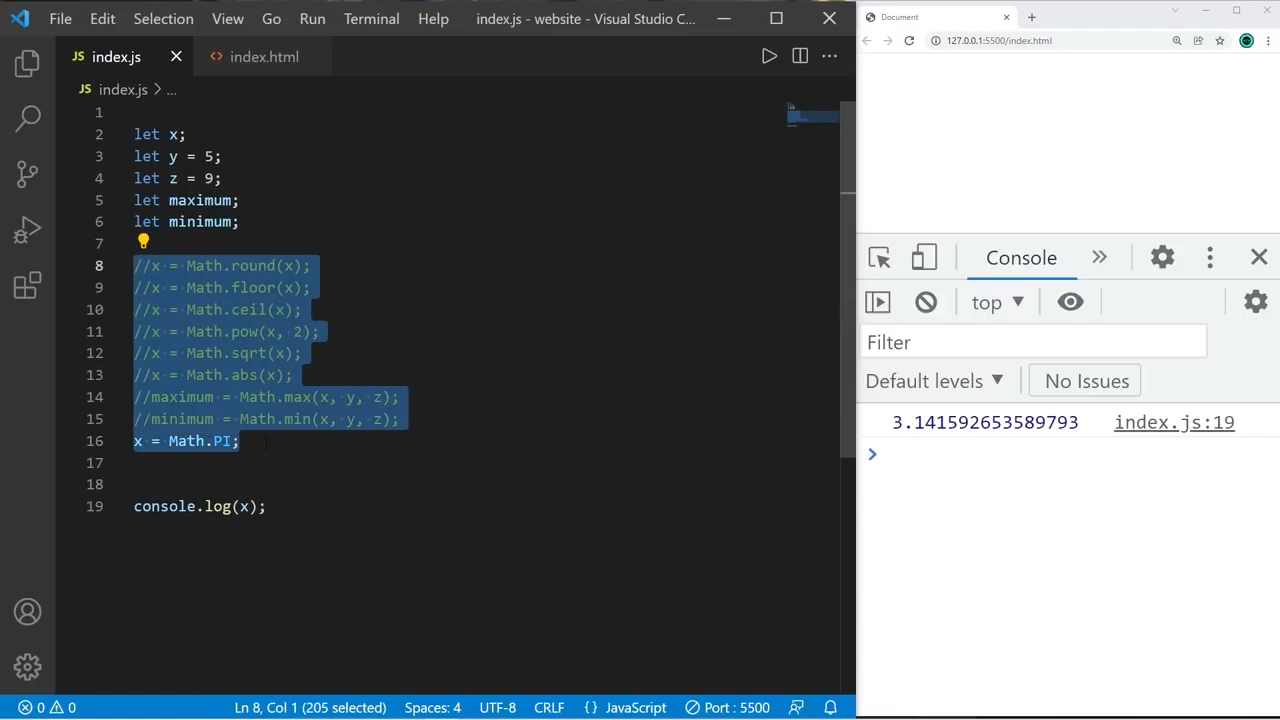 File Edit Selection View Go Run Terminal Help index.js - website - Visual Studio C...
JS index.js
<> index.html
JS index.js > ...
1
2 let x;
3 let y = 5;
4 let z = 9;
5 let maximum;
6 let minimum;
7
8 //x = Math.round(x);
9 //x = Math.floor(x);
10 //x = Math.ceil(x);
11 //x = Math.pow(x, 2);
12 //x = Math.sqrt(x);
13 //x = Math.abs(x);
14 //maximum = Math.max(x, y, z);
15 //minimum = Math.min(x, y, z);
16 x = Math.PI;
17
18
19 console.log(x);
0 0 Ln 8, Col 1 (205 selected) Spaces: 4 UTF-8 CRLF {} JavaScript Port : 5500
Document
127.0.0.1:5500/index.html
Console
top
Filter
Default levels No Issues
3.141592653589793 index.js:19